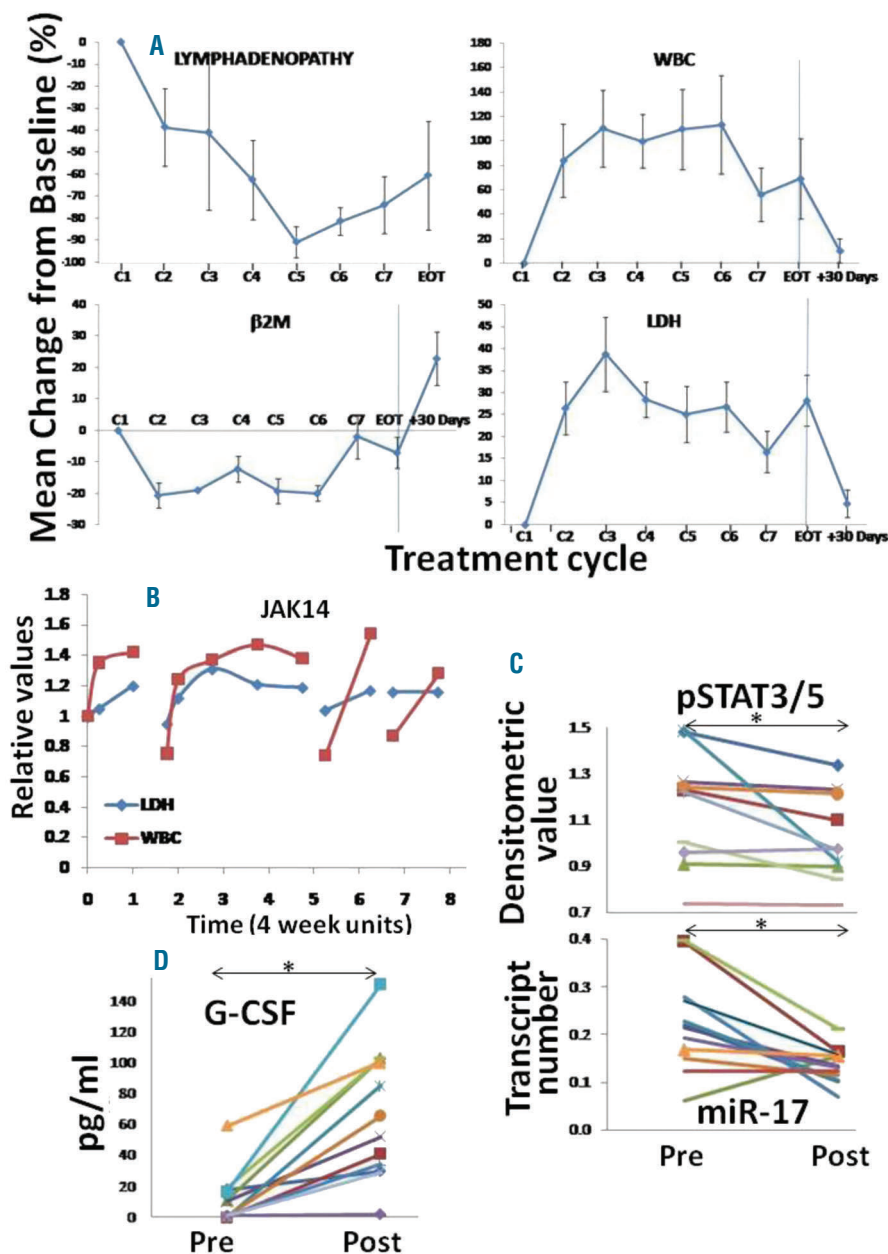 A
LYMPHADENOPATHY
0
-10
-20
-30
-40
-50
-60
-70
-80
-90
-100
C1 C2 C3 C4 C5 C6 C7 EOT
WBC
180
160
140
120
100
80
60
40
20
0
C1 C2 C3 C4 C5 C6 C7 EOT +30 Days
β2M
40
30
20
10
0
-10
-20
-30
C1 C2 C3 C4 C5 C6 C7 EOT +30 Days
LDH
50
45
40
35
30
25
20
15
10
5
0
C1 C2 C3 C4 C5 C6 C7 EOT +30 Days
Mean Change from Baseline (%)
Treatment cycle
B
JAK14
1.8
1.6
1.4
1.2
1
0.8
0.6
0.4
0.2
0
Relative values
LDH
WBC
0 1 2 3 4 5 6 7 8
Time (4 week units)
C
pSTAT3/5
*
1.5
1.3
1.1
0.9
0.7
Densitometric
value
*
0.4
0.3
0.2
0.1
0.0
Transcript
number
miR-17
Pre Post
D
*
G-CSF
140
120
100
80
60
40
20
0
pg/ml
Pre Post